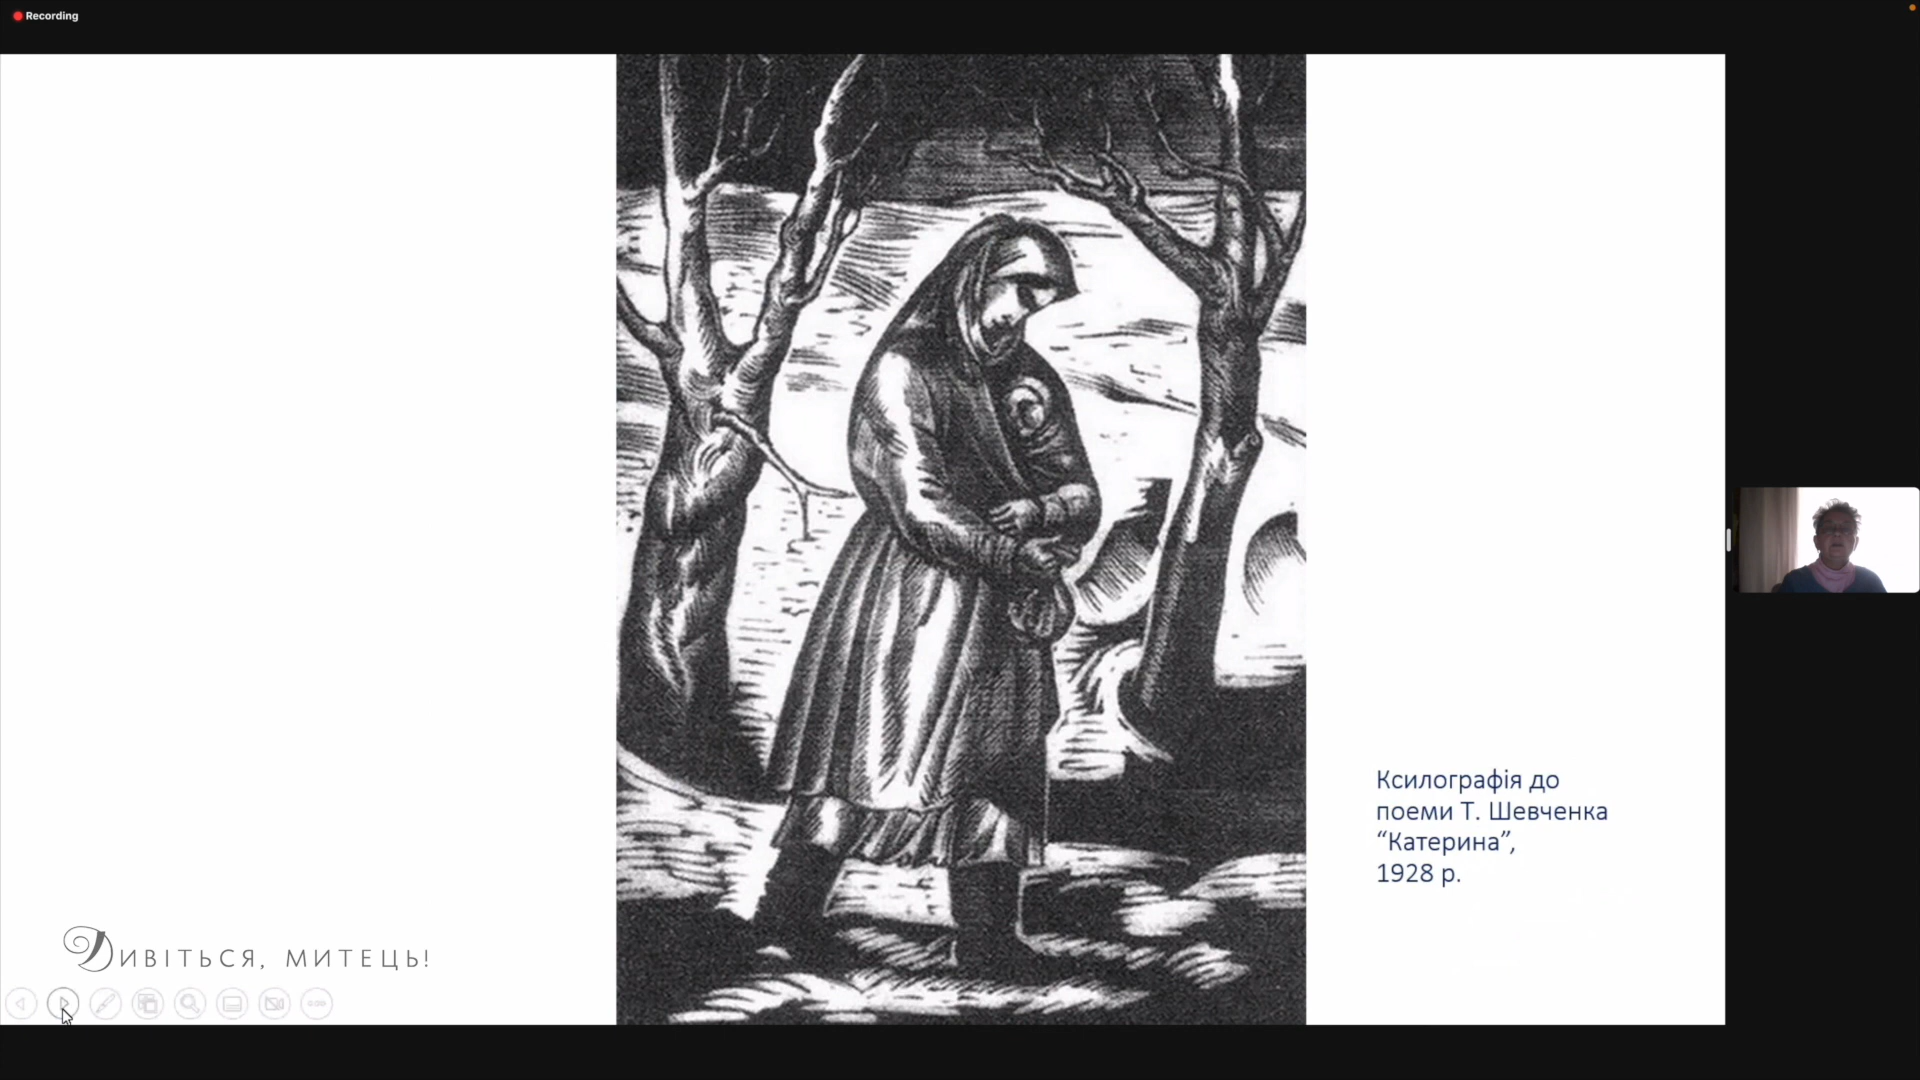 Recording
Ксилографія до
поеми Т. Шевченка
“Катерина”,
1928 р.
Дивіться, митець!